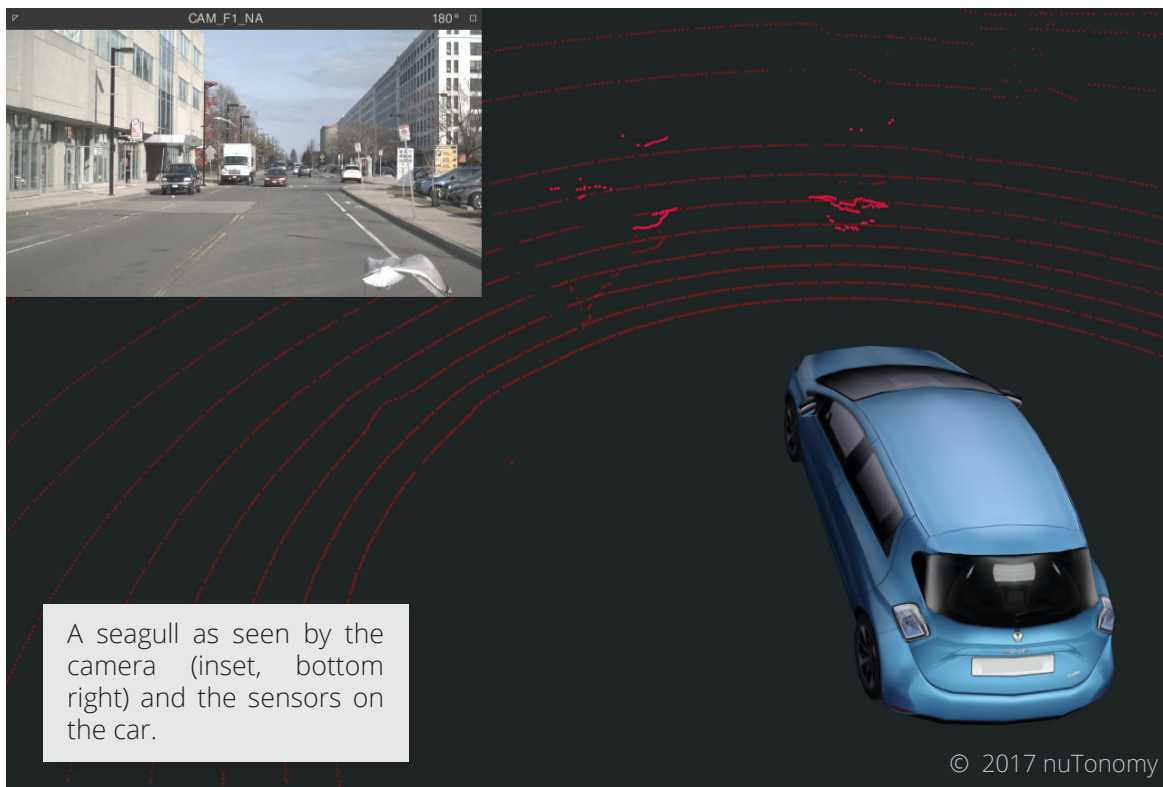 CAM_F1_NA
180°
A seagull as seen by the
camera (inset, bottom
right) and the sensors on
the car.
© 2017 nuTonomy